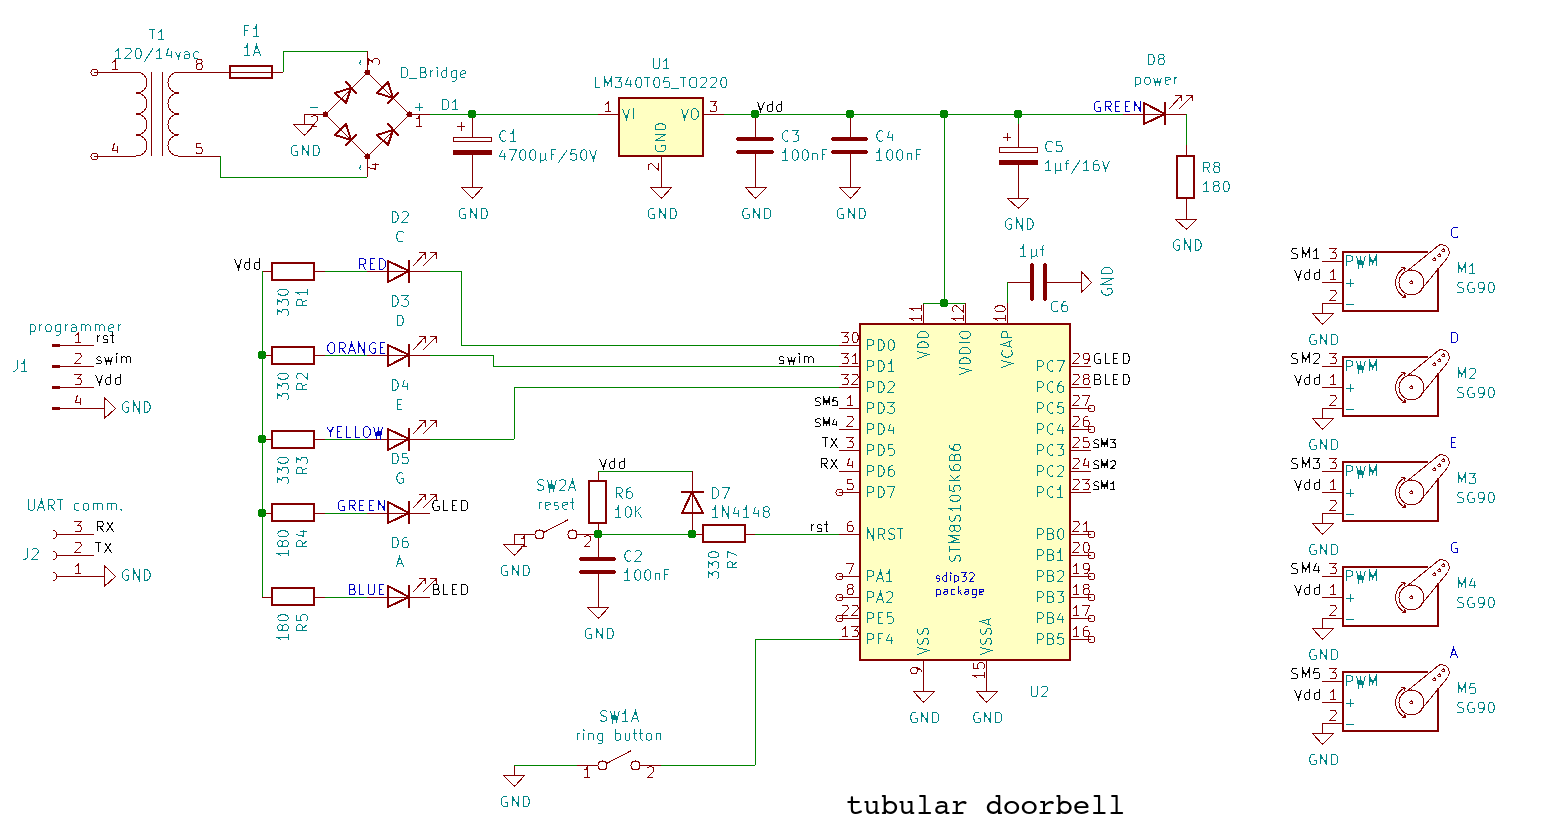 T1
120/14vac
1
8
4
5
F1
1A
D_Bridge
D1
~
3
−
2
+
1
4
~
GND
+
C1
4700µF/50V
GND
U1
LM340T05_TO220
1
VI
VO
3
GND
2
GND
Vdd
C3
100nF
GND
C4
100nF
GND
+
C5
1µf/16V
GND
D8
power
GREEN
R8
180
GND
Vdd
330
R1
RED
D2
C
330
R2
ORANGE
D3
D
330
R3
YELLOW
D4
E
180
R4
GREEN
D5
G
GLED
180
R5
BLUE
D6
A
BLED
programmer
J1
1
rst
2
swim
3
Vdd
4
GND
UART comm.
J2
3
RX
2
TX
1
GND
SW2A
reset
1
2
GND
Vdd
R6
10K
C2
100nF
GND
D7
1N4148
330
R7
rst
SW1A
ring button
1
2
GND
1µf
C6
GND
11
12
10
VDD
VDDIO
VCAP
30
PD0
swim
31
PD1
32
PD2
SM5
1
PD3
SM4
2
PD4
TX
3
PD5
RX
4
PD6
5
PD7
6
NRST
7
PA1
8
PA2
22
PE5
13
PF4
STM8S105K6B6
sdip32
package
PC7
29
GLED
PC6
28
BLED
PC5
27
PC4
26
PC3
25
SM3
PC2
24
SM2
PC1
23
SM1
PB0
21
PB1
20
PB2
19
PB3
18
PB4
17
PB5
16
VSS
VSSA
9
15
U2
GND
GND
C
SM1
3
PWM
Vdd
1
+
2
−
M1
SG90
GND
D
SM2
3
PWM
Vdd
1
+
2
−
M2
SG90
GND
E
SM3
3
PWM
Vdd
1
+
2
−
M3
SG90
GND
G
SM4
3
PWM
Vdd
1
+
2
−
M4
SG90
GND
A
SM5
3
PWM
Vdd
1
+
2
−
M5
SG90
GND
tubular doorbell